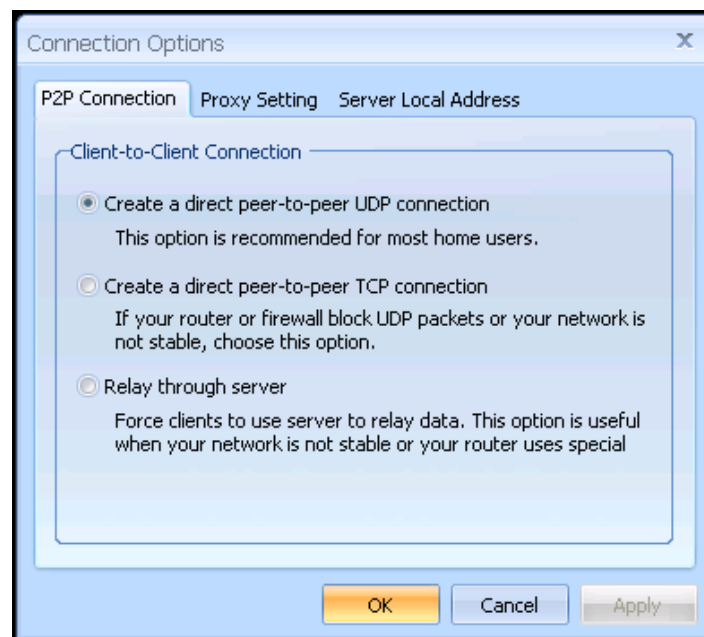 Connection Options
P2P Connection Proxy Setting Server Local Address
Client-to-Client Connection
Create a direct peer-to-peer UDP connection
This option is recommended for most home users.
Create a direct peer-to-peer TCP connection
If your router or firewall block UDP packets or your network is
not stable, choose this option.
Relay through server
Force clients to use server to relay data. This option is useful
when your network is not stable or your router uses special
OK Cancel Apply